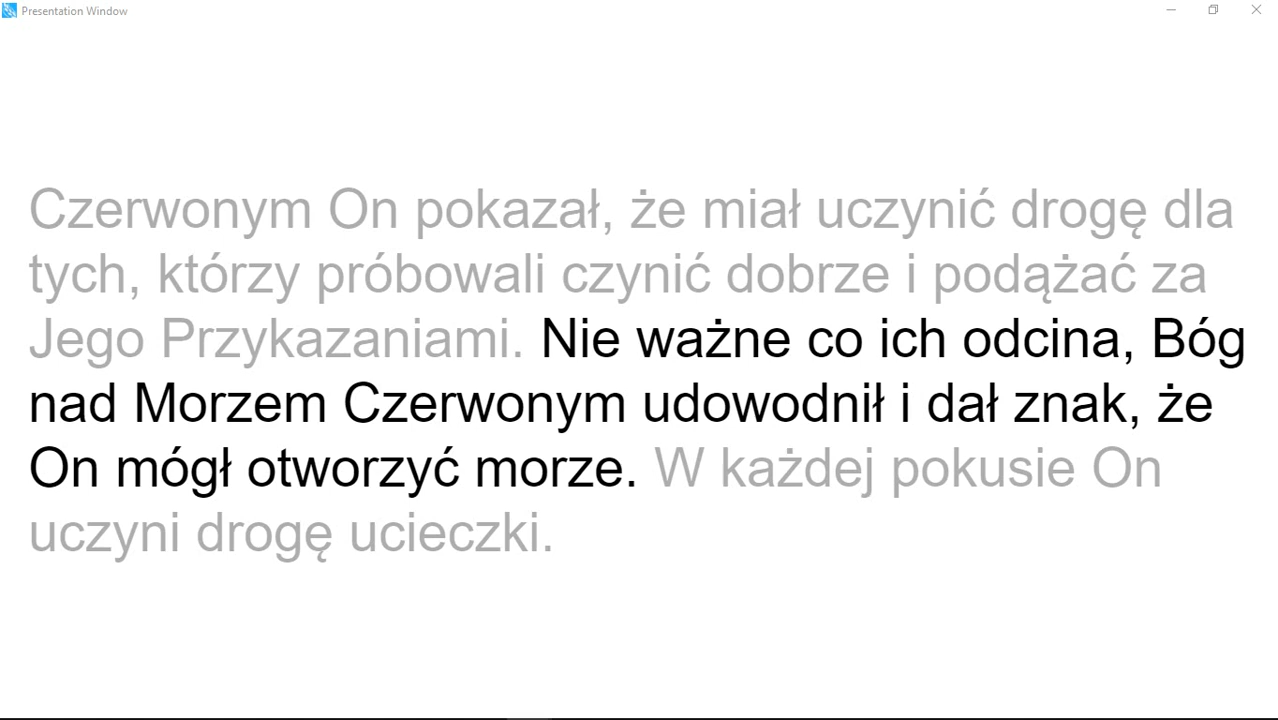 Presentation Window
Czerwonym On pokazał, że miał uczynić drogę dla
tych, którzy próbowali czynić dobrze i podążać za
Jego Przykazaniami. Nie ważne co ich odcina, Bóg
nad Morzem Czerwonym udowodnił i dał znak, że
On mógł otworzyć morze. W każdej pokusie On
uczyni drogę ucieczki.